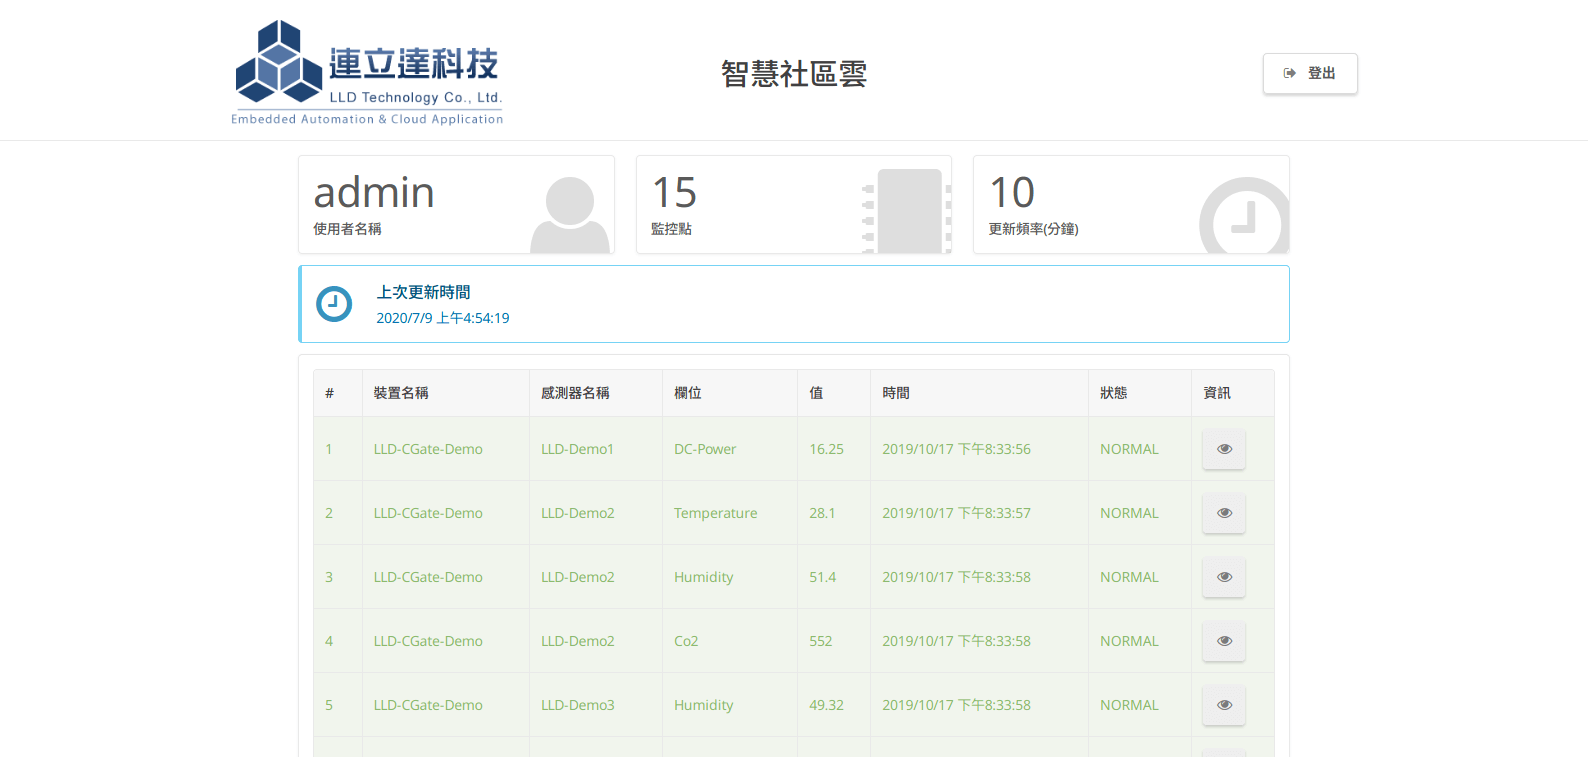 連立達科技
LLD Technology Co., Ltd.
Embedded Automation & Cloud Application
智慧社區雲
登出
admin
使用者名稱
15
監控點
10
更新頻率(分鐘)
上次更新時間
2020/7/9 上午4:54:19
# 裝置名稱 感測器名稱 欄位 值 時間 狀態 資訊
1 LLD-CGate-Demo LLD-Demo1 DC-Power 16.25 2019/10/17 下午8:33:56 NORMAL
2 LLD-CGate-Demo LLD-Demo2 Temperature 28.1 2019/10/17 下午8:33:57 NORMAL
3 LLD-CGate-Demo LLD-Demo2 Humidity 51.4 2019/10/17 下午8:33:58 NORMAL
4 LLD-CGate-Demo LLD-Demo2 Co2 552 2019/10/17 下午8:33:58 NORMAL
5 LLD-CGate-Demo LLD-Demo3 Humidity 49.32 2019/10/17 下午8:33:58 NORMAL